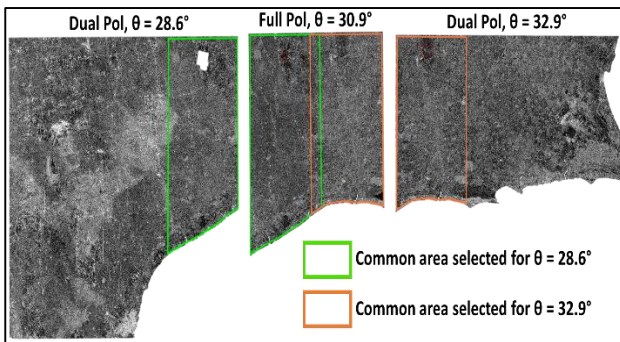 Dual Pol, θ = 28.6°
Full Pol, θ = 30.9°
Dual Pol, θ = 32.9°
Common area selected for θ = 28.6°
Common area selected for θ = 32.9°